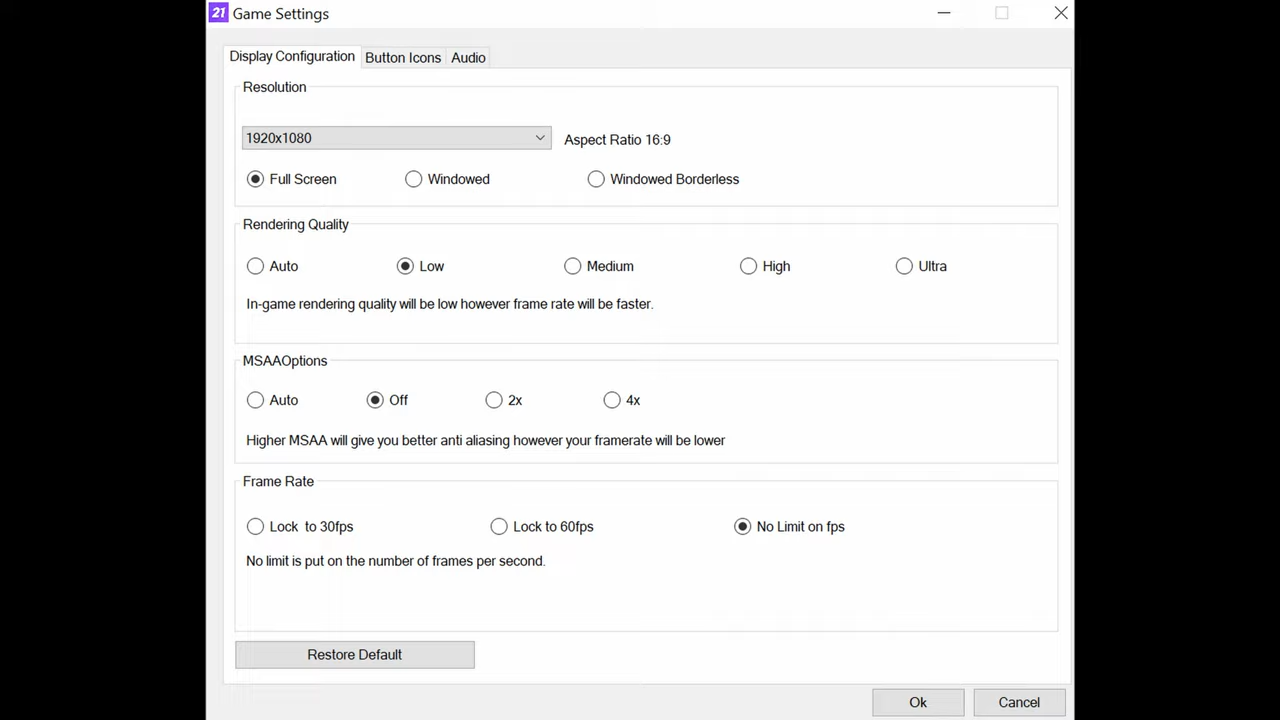 21 Game Settings
Display Configuration Button Icons Audio
Resolution
1920x1080 Aspect Ratio 16:9
Full Screen Windowed Windowed Borderless
Rendering Quality
Auto Low Medium High Ultra
In-game rendering quality will be low however frame rate will be faster.
MSAAOptions
Auto Off 2x 4x
Higher MSAA will give you better anti aliasing however your framerate will be lower
Frame Rate
Lock to 30fps Lock to 60fps No Limit on fps
No limit is put on the number of frames per second.
Restore Default
Ok Cancel